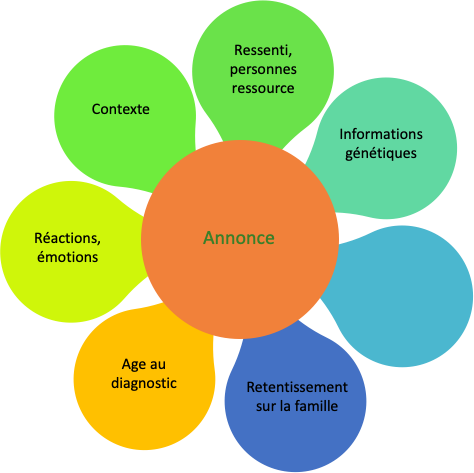 Ressenti,
personnes
ressource
Contexte
Informations
génétiques
Annonce
Réactions,
émotions
Age au
diagnostic
Retentissement
sur la famille